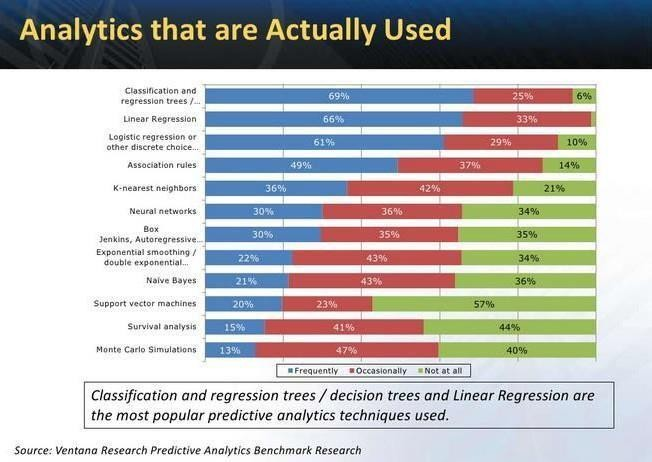 Analytics that are Actually Used
Classification and
regression trees /...
69% 25% 6%
Linear Regression
66% 33%
Logistic regression or
other discrete choice...
61% 29% 10%
Association rules
49% 37% 14%
K-nearest neighbors
36% 42% 21%
Neural networks
30% 36% 34%
Box
Jenkins, Autoregressive...
30% 35% 35%
Exponential smoothing /
double exponential...
22% 43% 34%
Naïve Bayes
21% 43% 36%
Support vector machines
20% 23% 57%
Survival analysis
15% 41% 44%
Monte Carlo Simulations
13% 47% 40%
Frequently Occasionally Not at all
Classification and regression trees / decision trees and Linear Regression are
the most popular predictive analytics techniques used.
Source: Ventana Research Predictive Analytics Benchmark Research